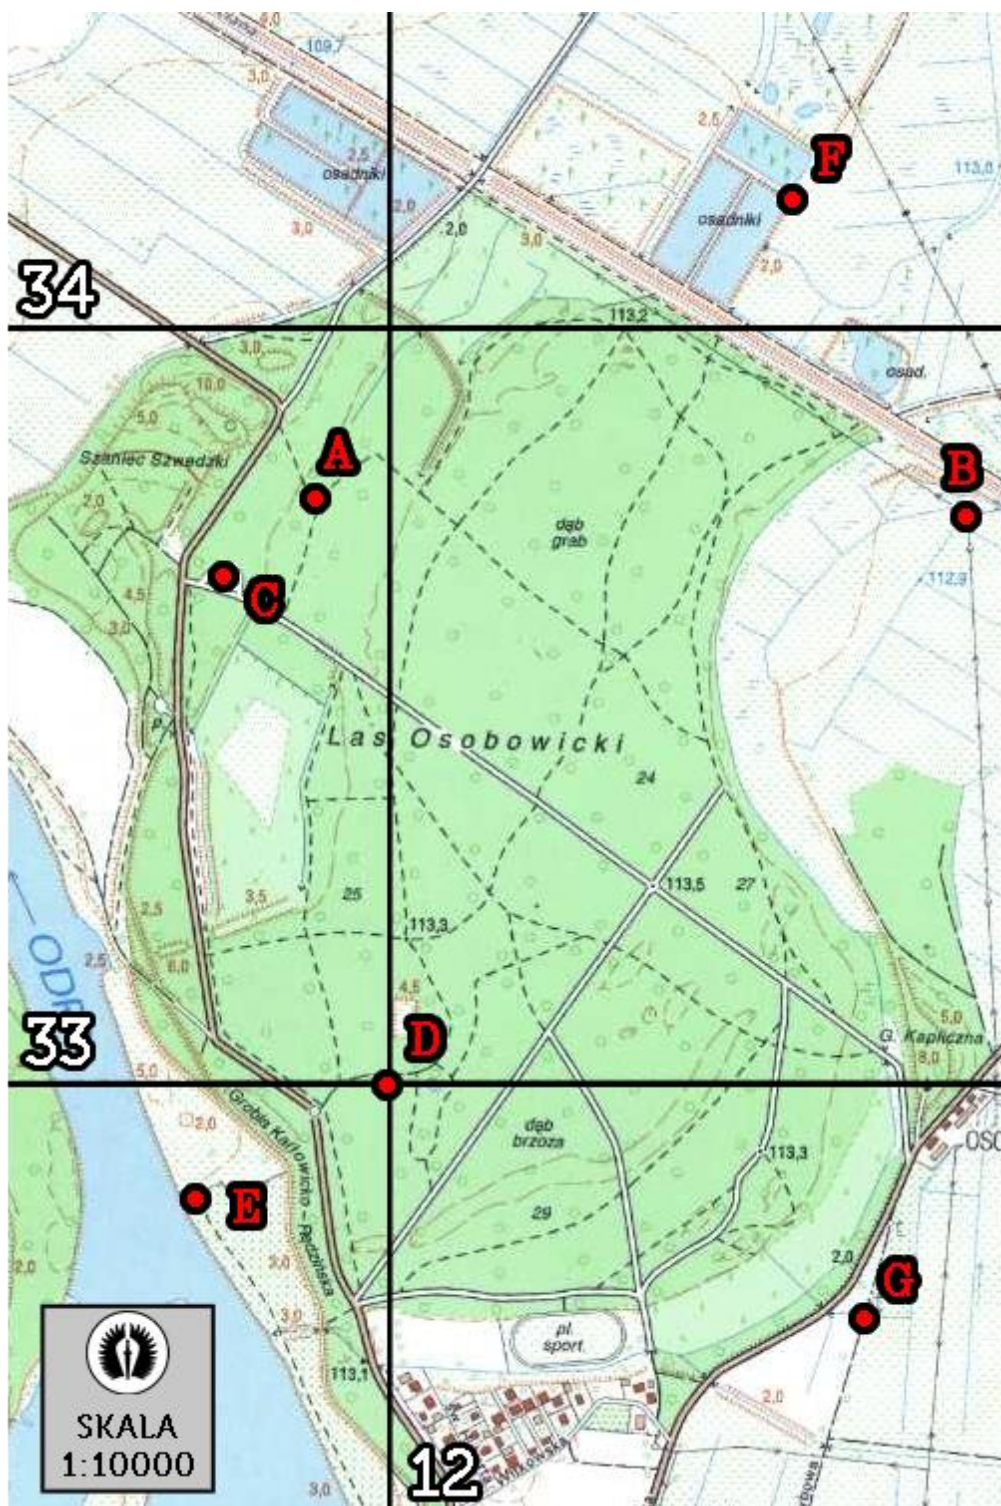 109,7
3,0
2,5
osadniki
2,0
3,0
2,0
3,0
2,5
F
113,8
osadniki
2,0
34
113,2
3,0
10,0
5,0
osad.
Szaniec Szwedzki
A
B
2,0
dąb
grab
C
112,9
4,5
3,0
P.
Las Osobowicki
24
3,5
25
113,5
27
2,5
113,3
6,0
2,5
ODR
4,5
33
D
5,0
G. Kapliczna
5,0
8,0
2,0
Grobla Karłowicko - Rędzińska
dąb
brzoza
OSO
113,3
E
29
2,0
3,0
2,0
G
3,0
pl.
sport.
SKALA
1:10000
113,1
2,0
12
Wilkowska
3,0